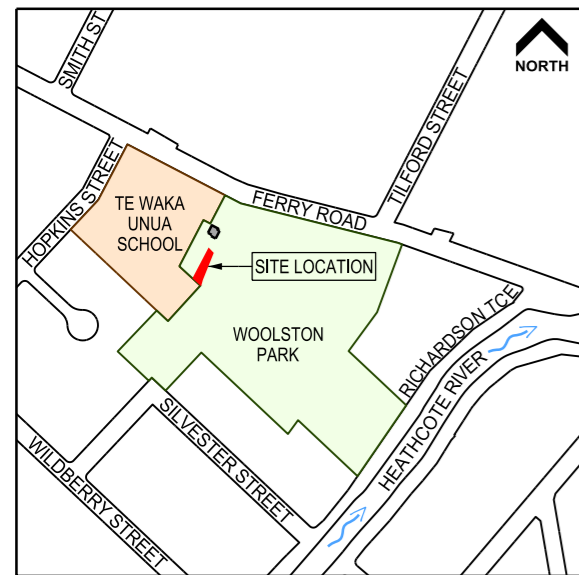 SMITH ST
NORTH
TILFORD STREET
HOPKINS STREET
TE WAKA
UNUA
SCHOOL
FERRY ROAD
SITE LOCATION
WOOLSTON
PARK
RICHARDSON TCE
HEATHCOTE RIVER
SILVESTER STREET
WILDBERRY STREET